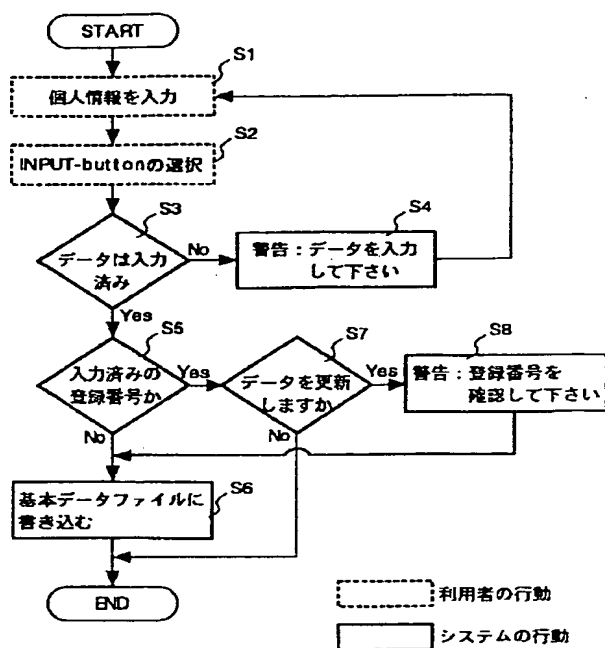 START
S1
個人情報を入力
S2
INPUT-buttonの選択
S3
データは入力
済み
No
S4
警告：データを入力
して下さい
Yes
S5
入力済みの
登録番号か
Yes
S7
データを更新
しますか
Yes
S8
警告：登録番号を
確認して下さい
No
No
S6
基本データファイルに
書き込む
END
利用者の行動
システムの行動